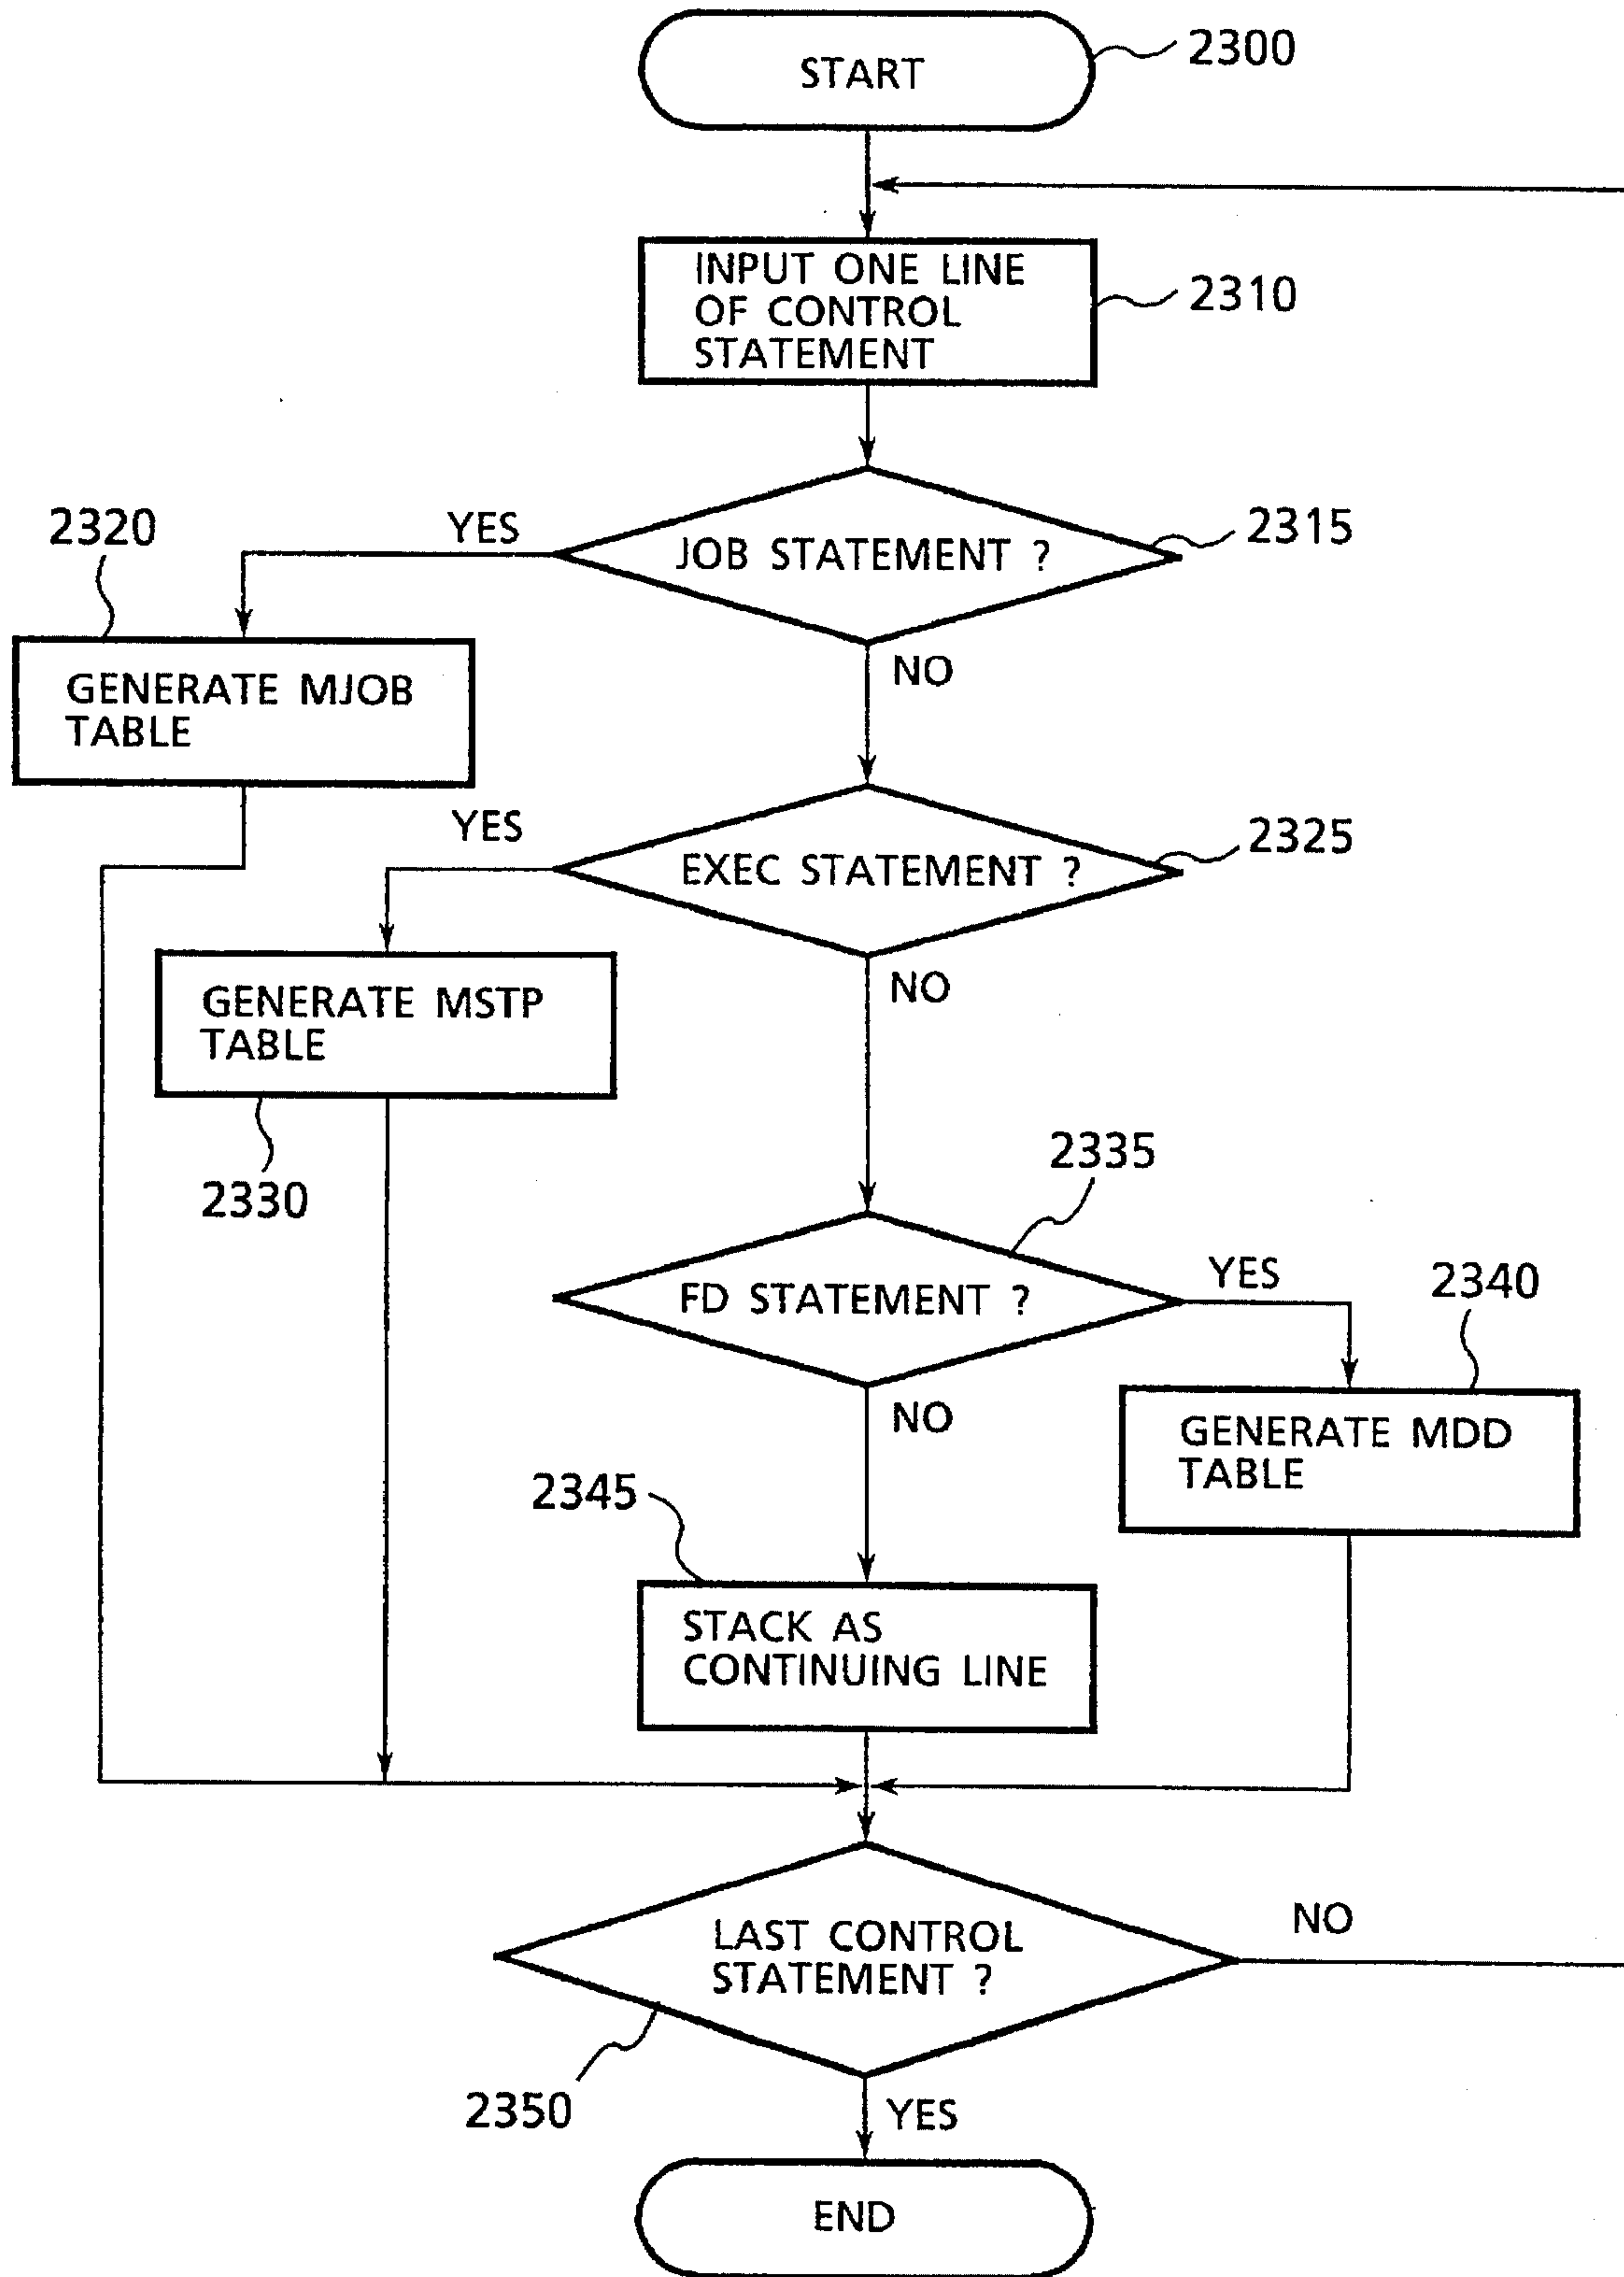 START
2300
INPUT ONE LINE
OF CONTROL
STATEMENT
2310
JOB STATEMENT ?
2315
YES
2320
NO
GENERATE MJOB
TABLE
EXEC STATEMENT ?
2325
YES
NO
GENERATE MSTP
TABLE
2330
2335
FD STATEMENT ?
YES
2340
NO
GENERATE MDD
TABLE
2345
STACK AS
CONTINUING LINE
LAST CONTROL
STATEMENT ?
NO
2350
YES
END